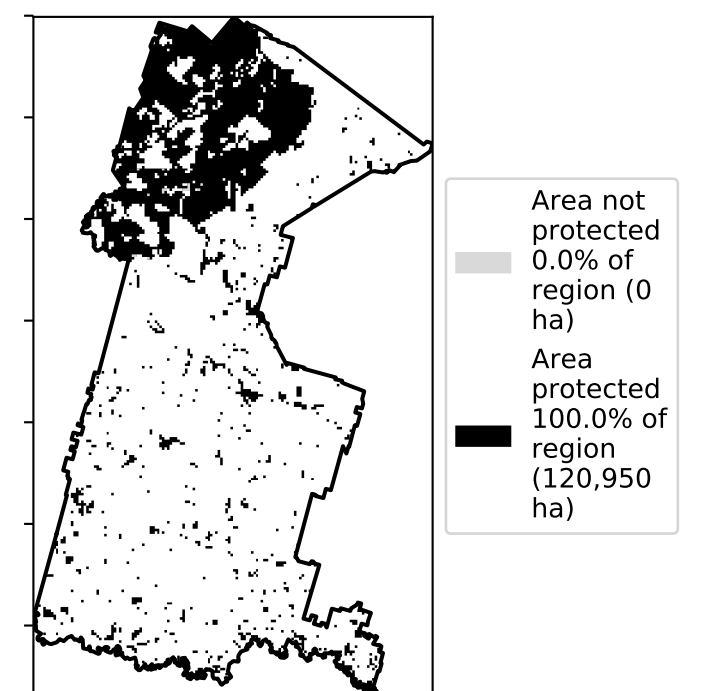 Area not
protected
0.0% of
region (0
ha)
Area
protected
100.0% of
region
(120,950
ha)